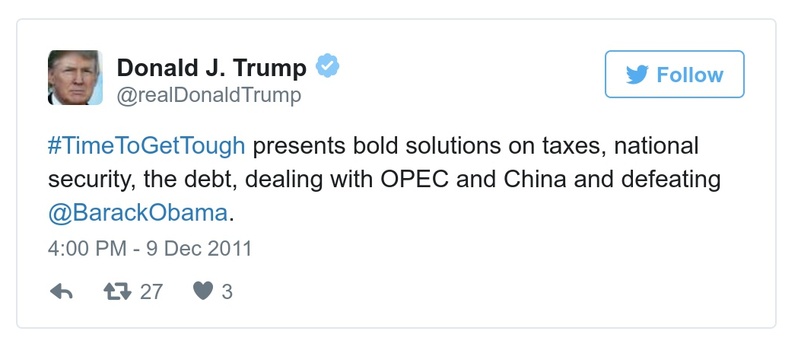 Donald J. Trump
@realDonaldTrump
Follow
#TimeToGetTough presents bold solutions on taxes, national
security, the debt, dealing with OPEC and China and defeating
@BarackObama.
4:00 PM - 9 Dec 2011
27 3